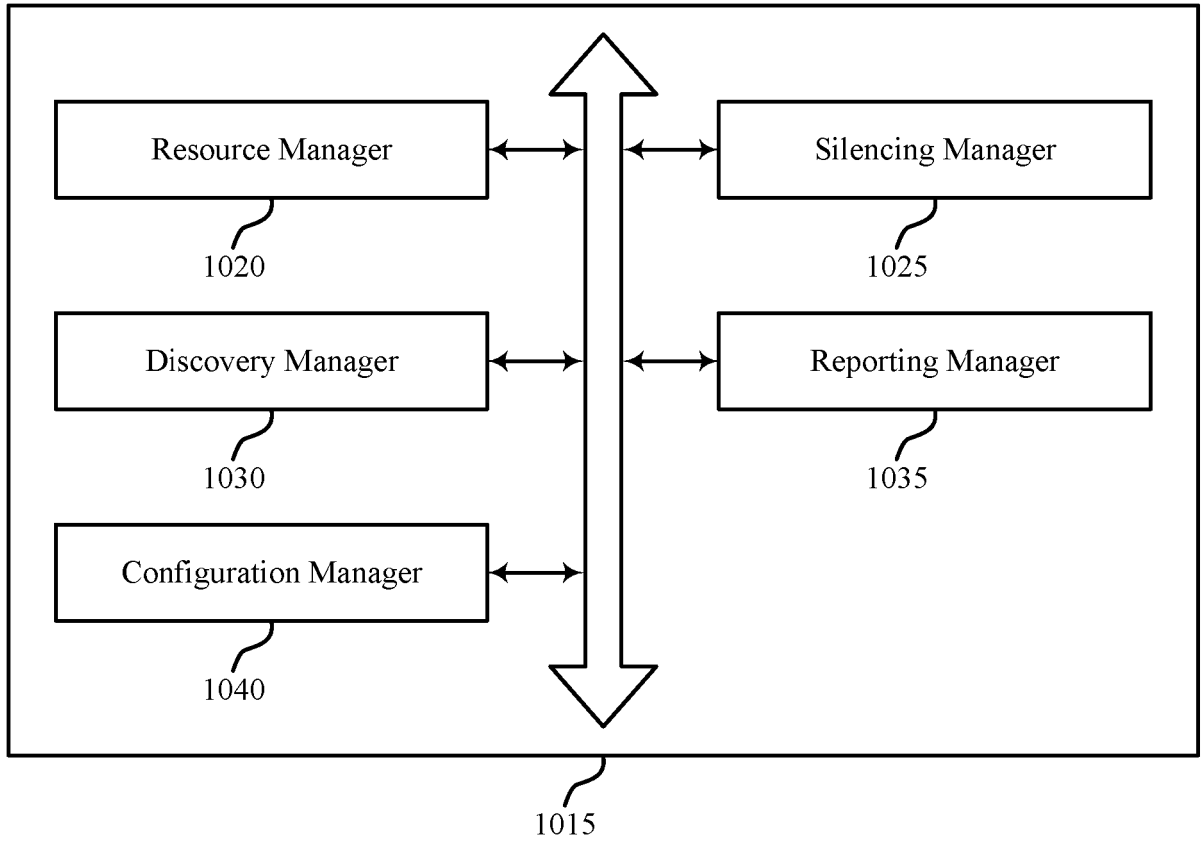 Resource Manager
Silencing Manager
1020
1025
Discovery Manager
Reporting Manager
1030
1035
Configuration Manager
1040
1015